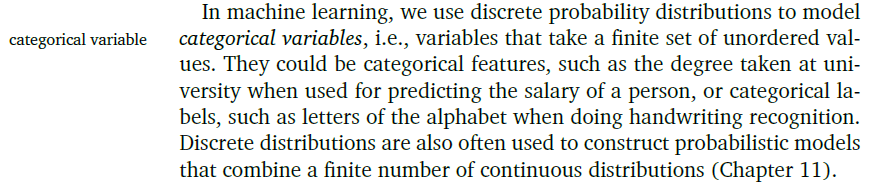 In machine learning, we use discrete probability distributions to model
categorical variable
categorical variables, i.e., variables that take a finite set of unordered val-
ues. They could be categorical features, such as the degree taken at uni-
versity when used for predicting the salary of a person, or categorical la-
bels, such as letters of the alphabet when doing handwriting recognition.
Discrete distributions are also often used to construct probabilistic models
that combine a finite number of continuous distributions (Chapter 11).